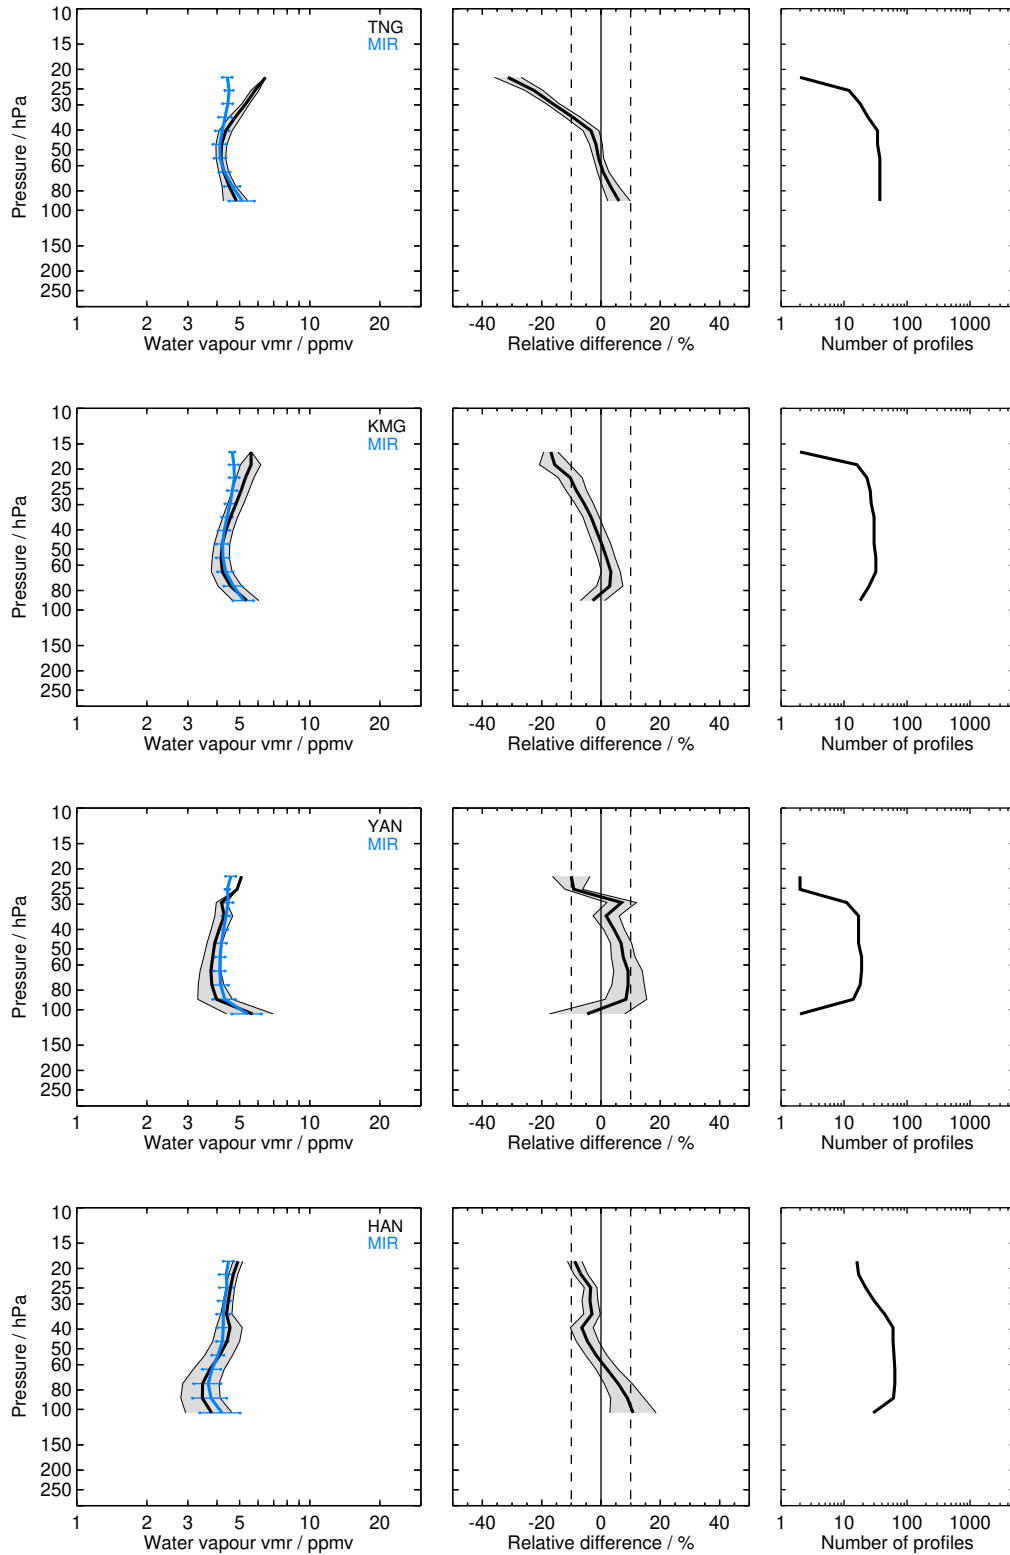 TNG
MIR
Pressure / hPa
10
15
20
25
30
40
50
60
80
100
150
200
250
1 2 3 5 10 20
Water vapour vmr / ppmv
-40 -20 0 20 40
Relative difference / %
1 10 100 1000
Number of profiles
KMG
MIR
Pressure / hPa
10
15
20
25
30
40
50
60
80
100
150
200
250
1 2 3 5 10 20
Water vapour vmr / ppmv
-40 -20 0 20 40
Relative difference / %
1 10 100 1000
Number of profiles
YAN
MIR
Pressure / hPa
10
15
20
25
30
40
50
60
80
100
150
200
250
1 2 3 5 10 20
Water vapour vmr / ppmv
-40 -20 0 20 40
Relative difference / %
1 10 100 1000
Number of profiles
HAN
MIR
Pressure / hPa
10
15
20
25
30
40
50
60
80
100
150
200
250
1 2 3 5 10 20
Water vapour vmr / ppmv
-40 -20 0 20 40
Relative difference / %
1 10 100 1000
Number of profiles